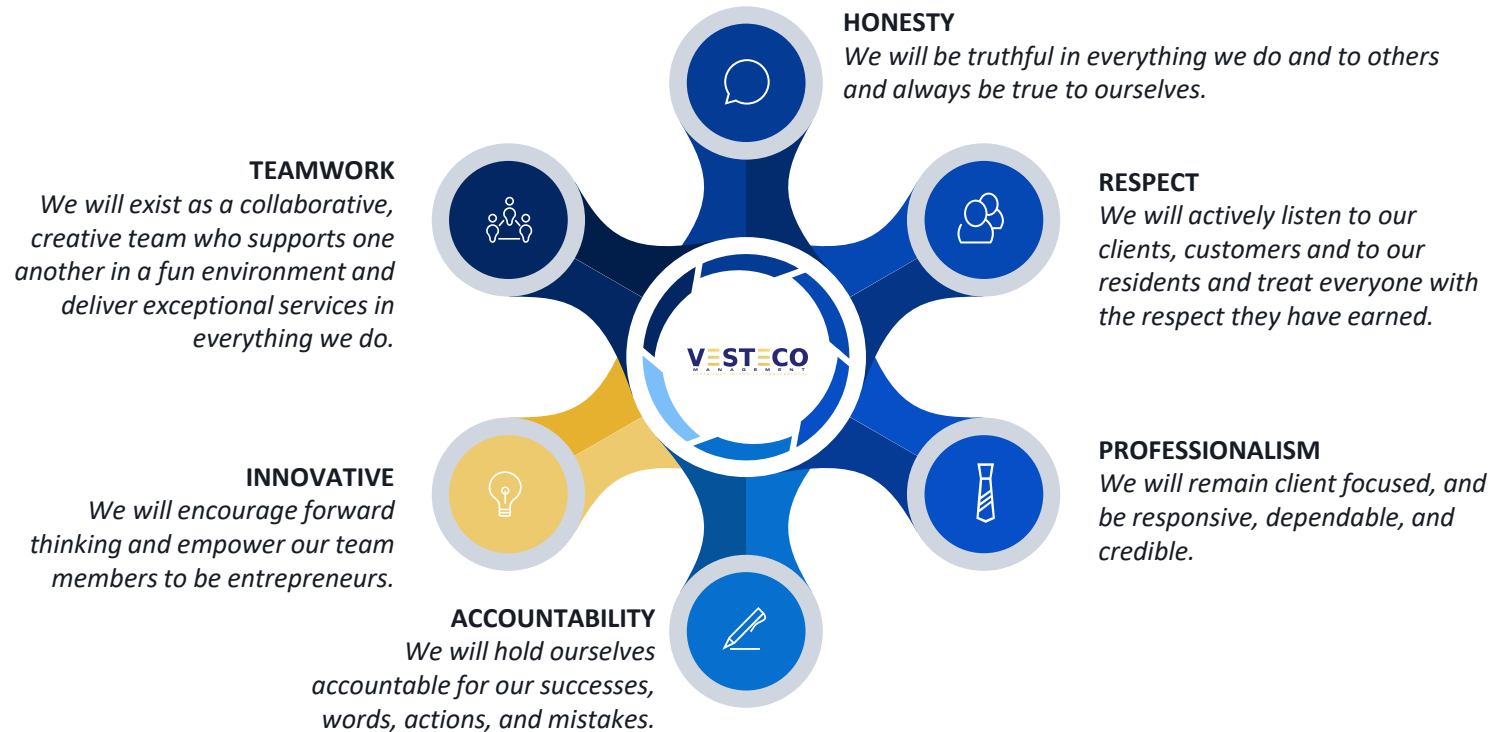 HONESTY
We will be truthful in everything we do and to others
and always be true to ourselves.
RESPECT
We will actively listen to our
clients, customers and to our
residents and treat everyone with
the respect they have earned.
PROFESSIONALISM
We will remain client focused, and
be responsive, dependable, and
credible.
ACCOUNTABILITY
We will hold ourselves
accountable for our successes,
words, actions, and mistakes.
INNOVATIVE
We will encourage forward
thinking and empower our team
members to be entrepreneurs.
TEAMWORK
We will exist as a collaborative,
creative team who supports one
another in a fun environment and
deliver exceptional services in
everything we do.
VESTECO
MANAGEMENT